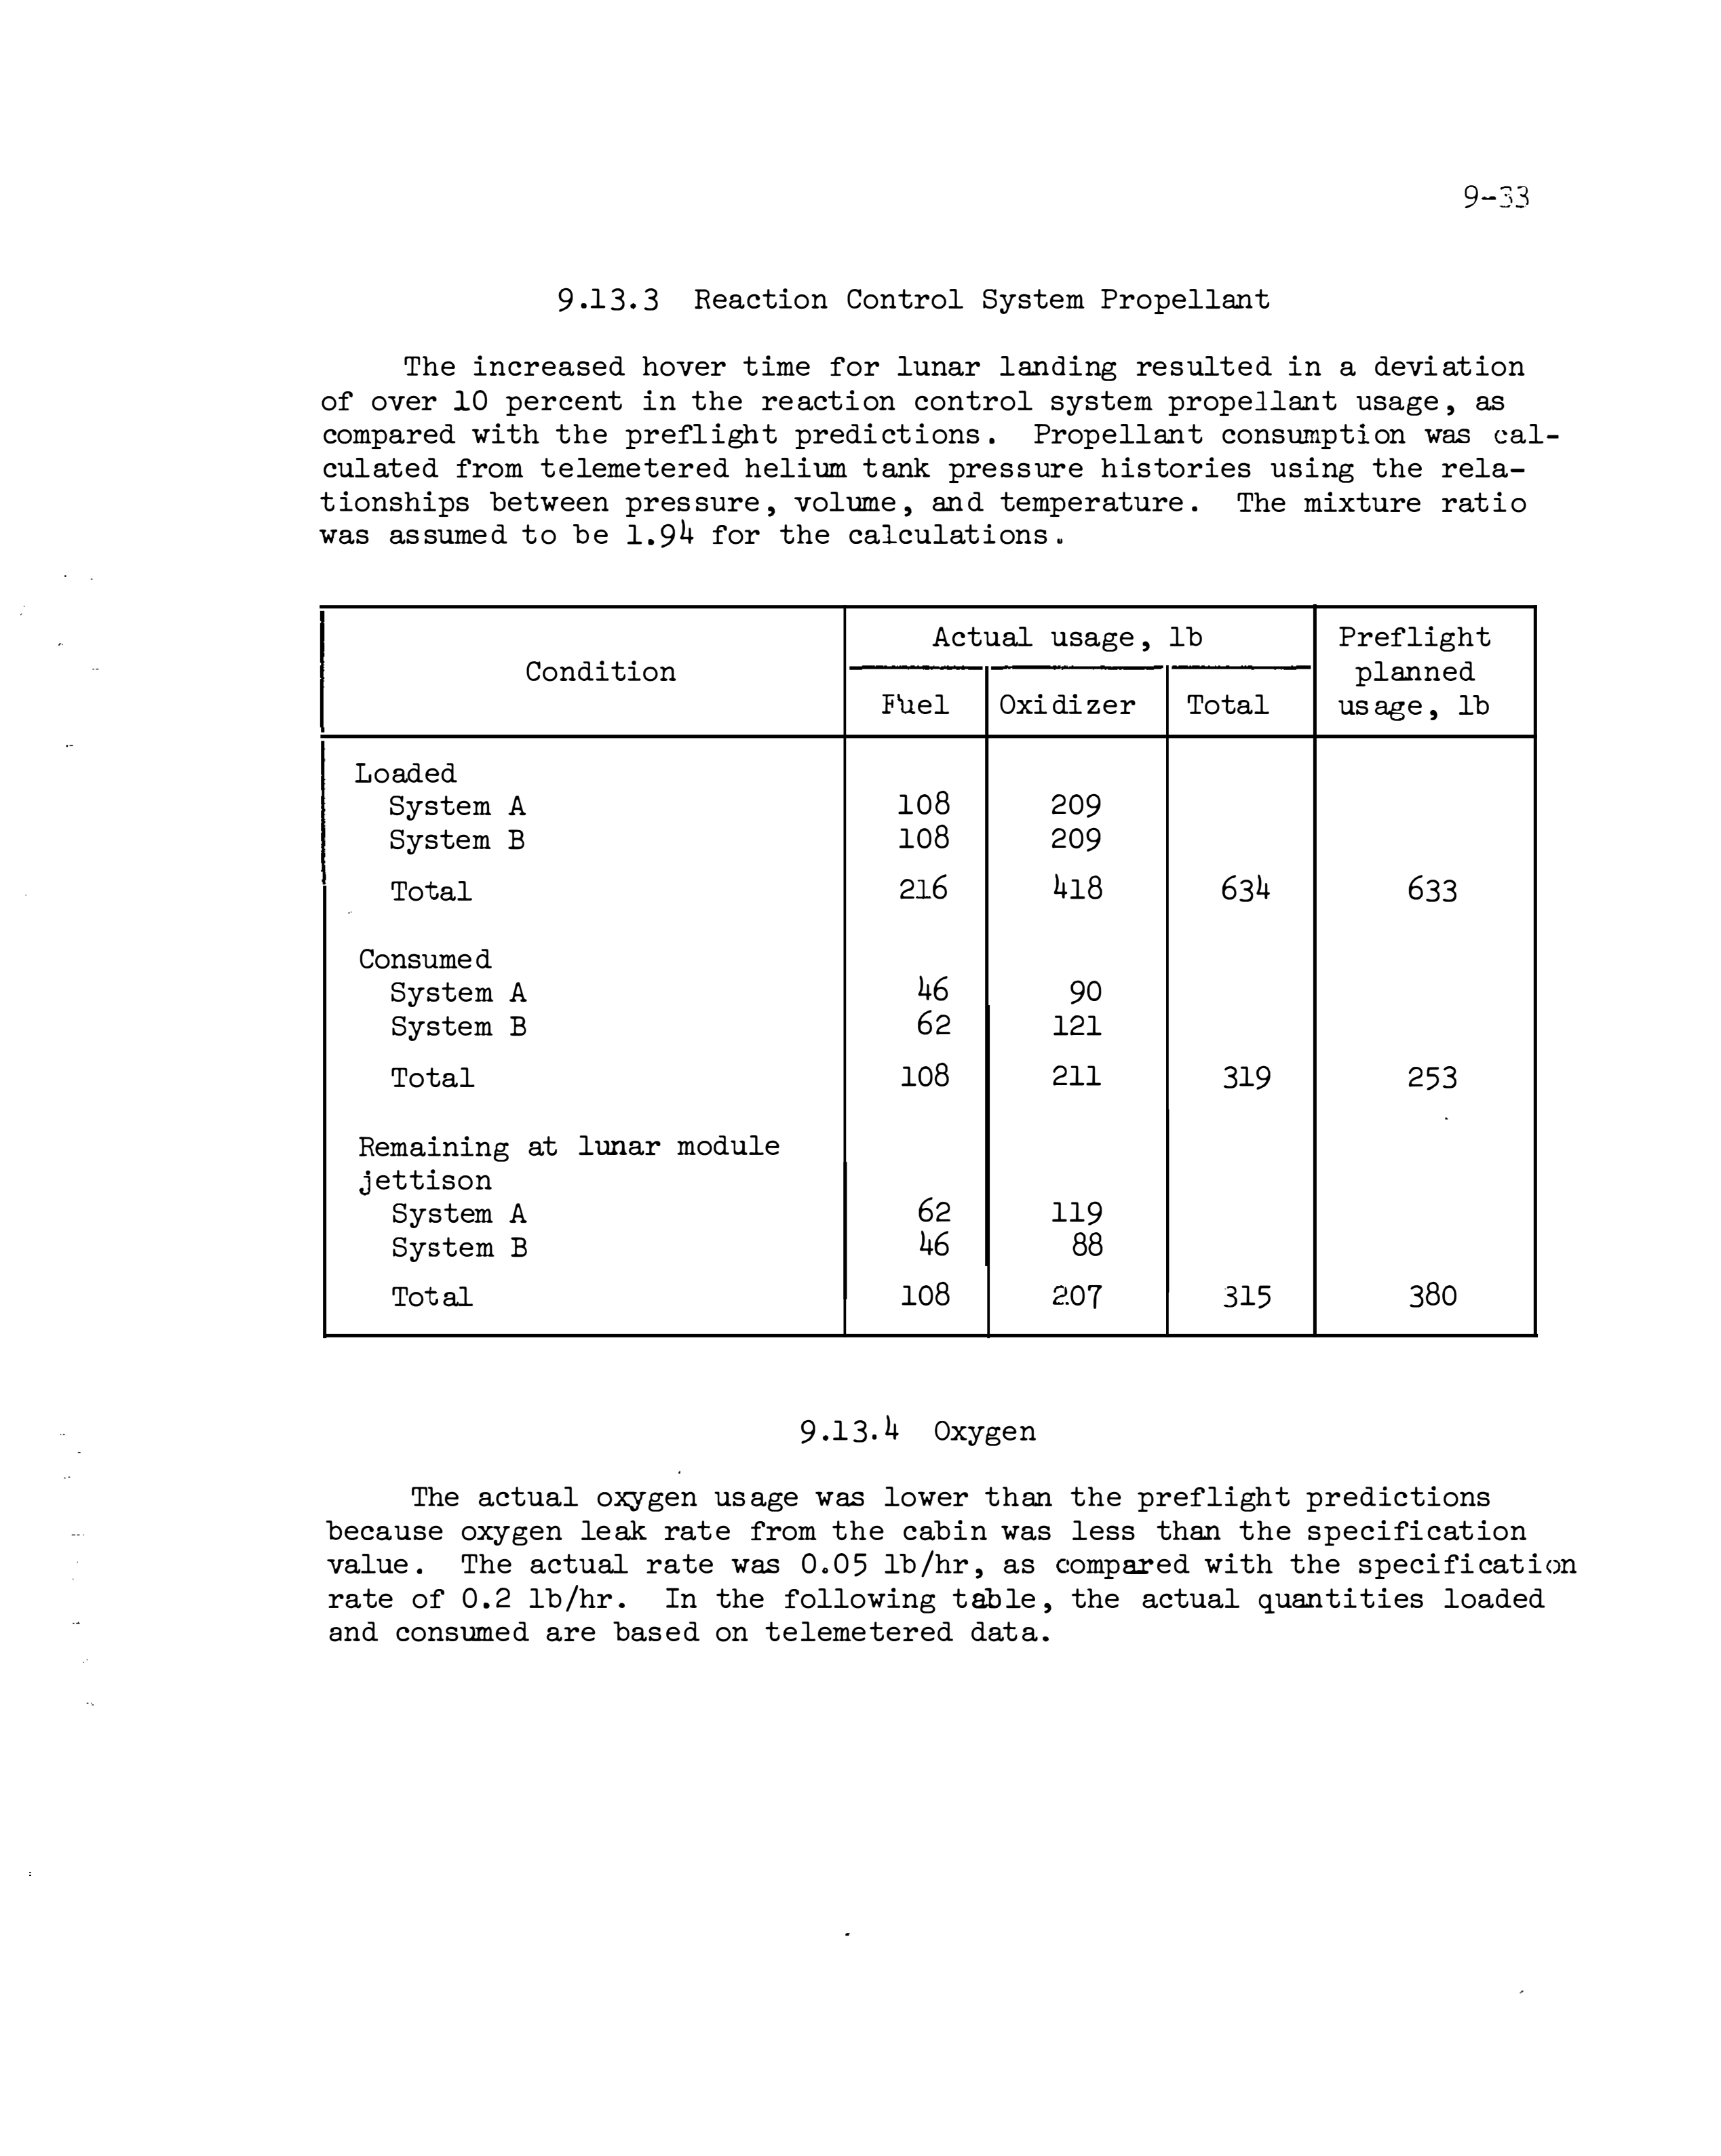 9-33
9.13.3 Reaction Control System Propellant
The increased hover time for lunar landing resulted in a deviation
of over 10 percent in the reaction control system propellant usage, as
compared with the preflight predictions. Propellant consumption was cal-
culated from telemetered helium tank pressure histories using the rela-
tionships between pressure, volume, and temperature. The mixture ratio
was assumed to be 1.94 for the calculations.
Condition
Actual usage, lb
Fuel Oxidizer Total
Preflight
planned
usage, lb
Loaded
System A 108 209
System B 108 209
Total 216 418 634 633
Consumed
System A 46 90
System B 62 121
Total 108 211 319 253
Remaining at lunar module
jettison
System A 62 119
System B 46 88
Total 108 207 315 380
9.13.4 Oxygen
The actual oxygen usage was lower than the preflight predictions
because oxygen leak rate from the cabin was less than the specification
value. The actual rate was 0.05 lb/hr, as compared with the specification
rate of 0.2 lb/hr. In the following table, the actual quantities loaded
and consumed are based on telemetered data.